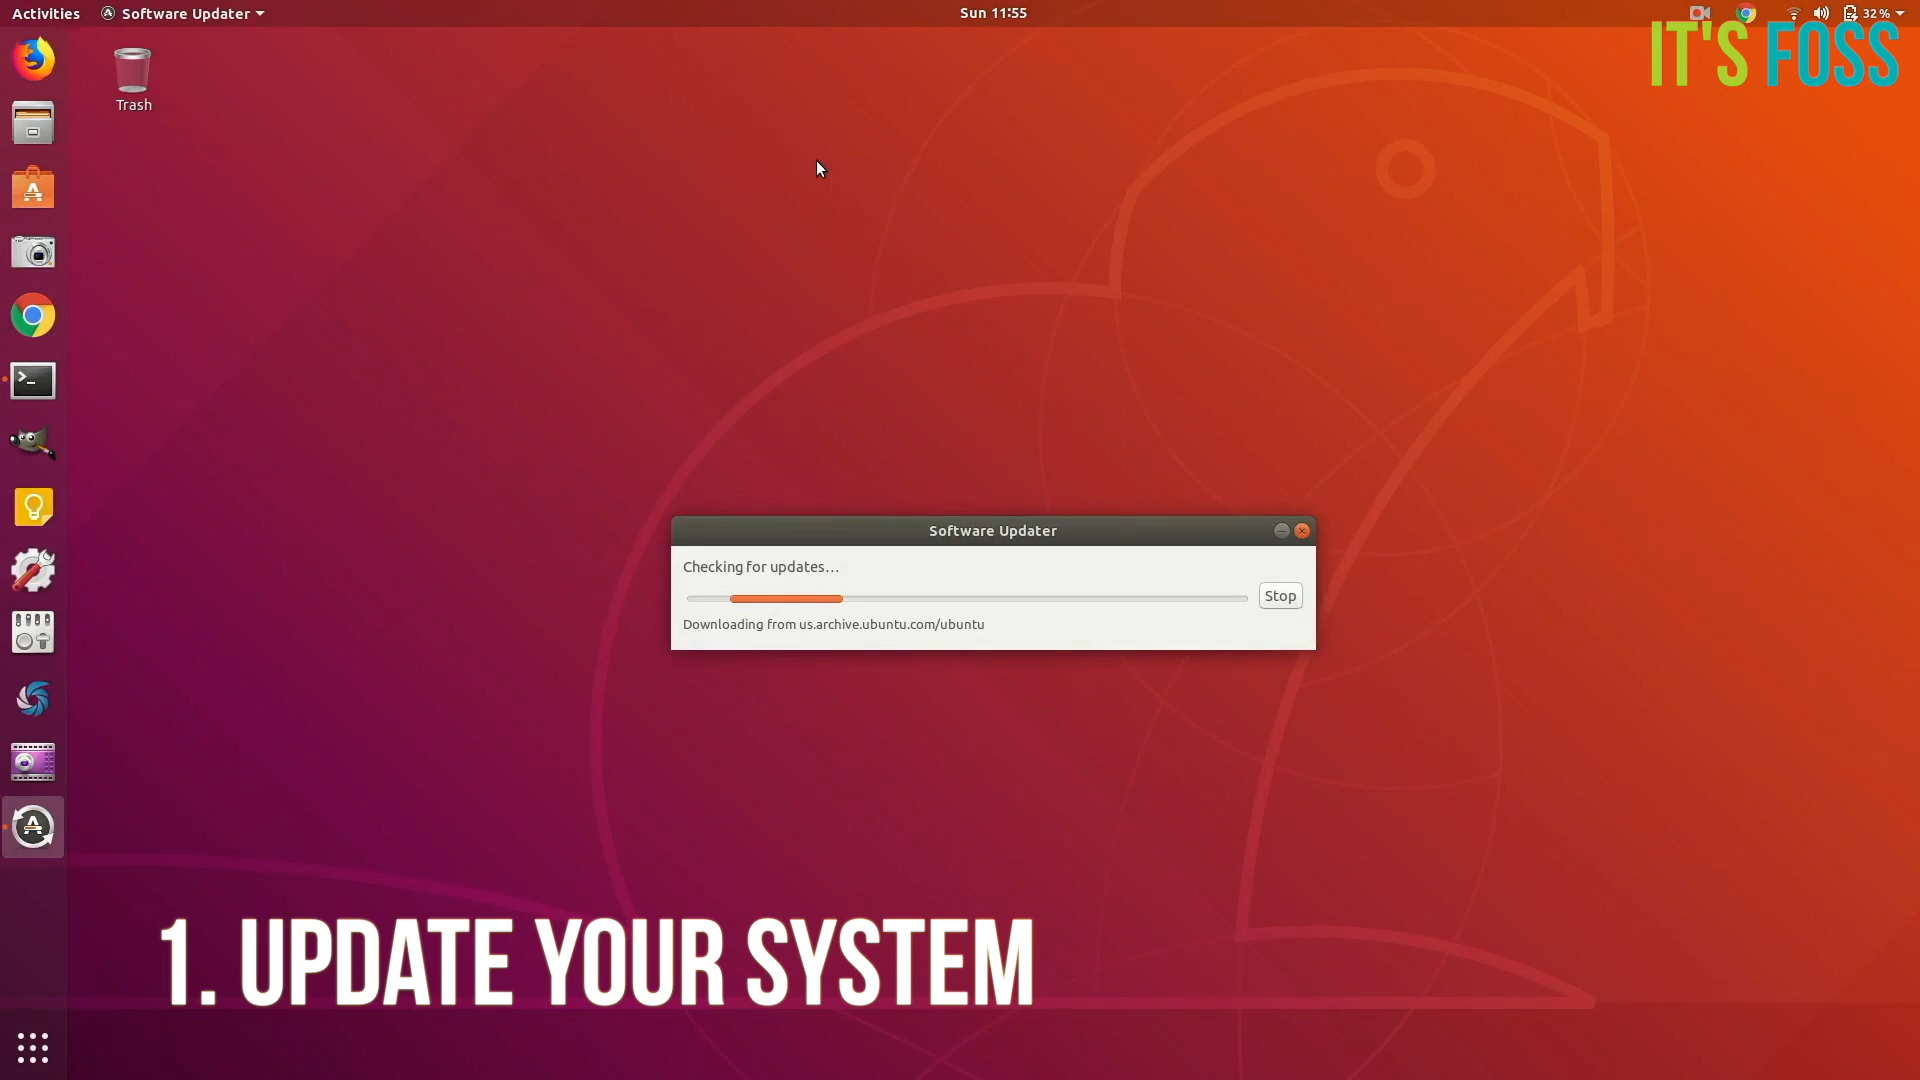 Activities
Software Updater
Sun 11:55
32 %
IT'S FOSS
Trash
Software Updater
Checking for updates…
Stop
Downloading from us.archive.ubuntu.com/ubuntu
1. UPDATE YOUR SYSTEM